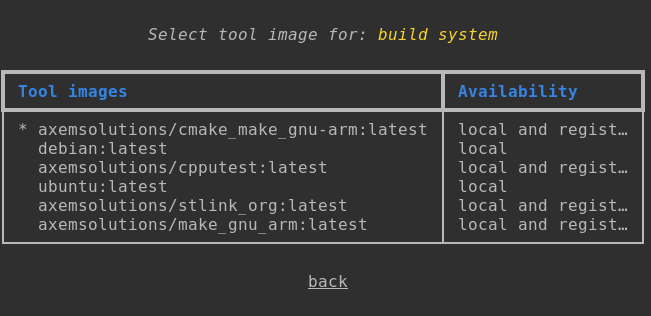 Select tool image for: build system
Tool images Availability
* axemsolutions/cmake_make_gnu-arm:latest local and regist…
debian:latest local
axemsolutions/cpputest:latest local and regist…
ubuntu:latest local
axemsolutions/stlink_org:latest local and regist…
axemsolutions/make_gnu_arm:latest local and regist…
back